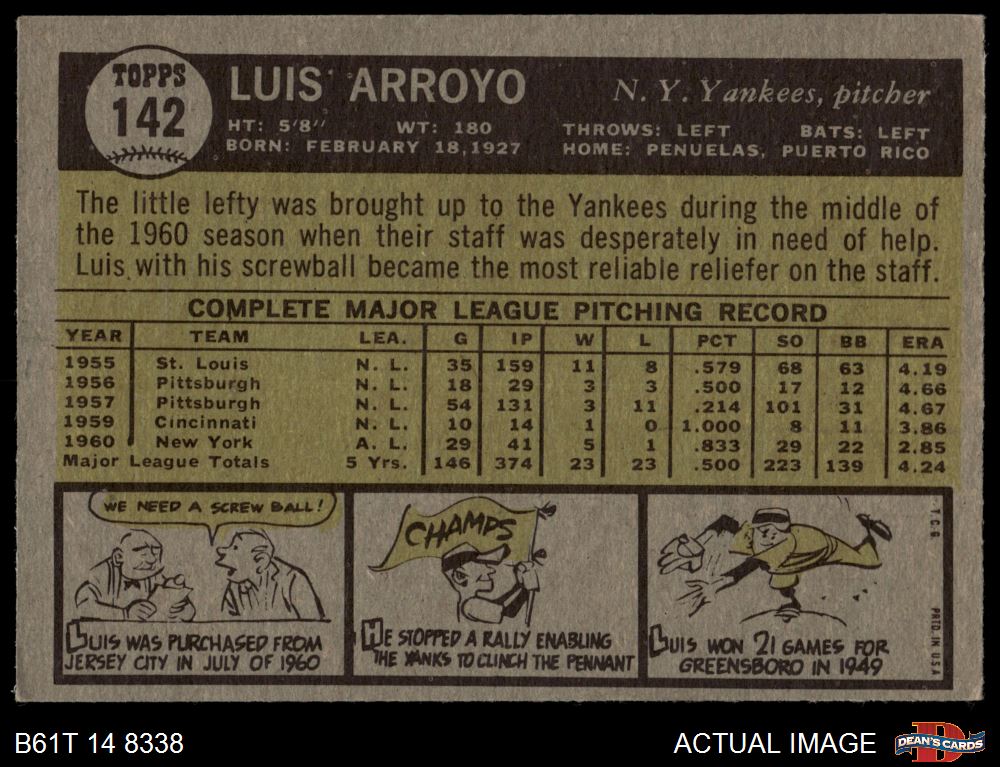 TOPPS
142
LUIS ARROYO
N. Y. Yankees, pitcher
HT: 5'8" WT: 180 THROWS: LEFT BATS: LEFT
BORN: FEBRUARY 18, 1927 HOME: PENUELAS, PUERTO RICO
The little lefty was brought up to the Yankees during the middle of
the 1960 season when their staff was desperately in need of help.
Luis with his screwball became the most reliable reliefer on the staff.
COMPLETE MAJOR LEAGUE PITCHING RECORD
YEAR TEAM LEA. G IP W L PCT SO BB ERA
1955 St. Louis N. L. 35 159 11 8 .579 68 63 4.19
1956 Pittsburgh N. L. 18 29 3 3 .500 17 12 4.66
1957 Pittsburgh N. L. 54 131 3 11 .214 101 31 4.67
1959 Cincinnati N. L. 10 14 1 0 1.000 8 11 3.86
1960 New York A. L. 29 41 5 1 .833 29 22 2.85
Major League Totals 5 Yrs. 146 374 23 23 .500 223 139 4.24
WE NEED A SCREW BALL!
LUIS WAS PURCHASED FROM
JERSEY CITY IN JULY OF 1960
CHAMPS
HE STOPPED A RALLY ENABLING
THE YANKS TO CLINCH THE PENNANT
LUIS WON 21 GAMES FOR
GREENSBORO IN 1949
T.C.G.
PRTD. IN U.S.A.
B61T 14 8338
ACTUAL IMAGE
D
DEAN'S CARDS